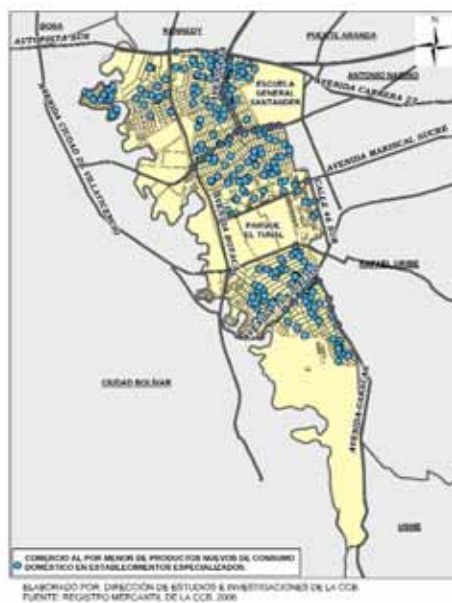 BOSA
KENNEDY
PUENTE ARANDA
N
AUTOPISTA SUR
ANTONIO NARIÑO
ESCUELA
GENERAL
SANTANDER
AVENIDA CARRERA 27
AVENIDA MARISCAL SUCRE
AVENIDA CIUDAD DE VILLAVICENCIO
CALLE 46 SUR
AVENIDA BOYACÁ
PARQUE
EL TUNAL
RAFAEL URIBE
CIUDAD BOLÍVAR
AVENIDA CARACAS
USME
COMERCIO AL POR MENOR DE PRODUCTOS NUEVOS DE CONSUMO
DOMÉSTICO EN ESTABLECIMIENTOS ESPECIALIZADOS.
ELABORADO POR: DIRECCIÓN DE ESTUDIOS E INVESTIGACIONES DE LA CCB.
FUENTE: REGISTRO MERCANTIL DE LA CCB, 2006